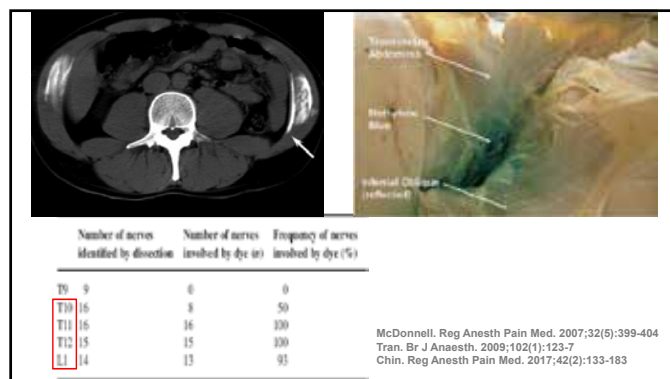 Transversus
Abdominis
Methylene
Blue
Internal Oblique
(reflected)
Number of nerves Number of nerves Frequency of nerves
identified by dissection involved by dye (n) involved by dye (%)
T9 9 0 0
T10 16 8 50
T11 16 16 100
T12 15 15 100
L1 14 13 93
McDonnell. Reg Anesth Pain Med. 2007;32(5):399-404
Tran. Br J Anaesth. 2009;102(1):123-7
Chin. Reg Anesth Pain Med. 2017;42(2):133-183